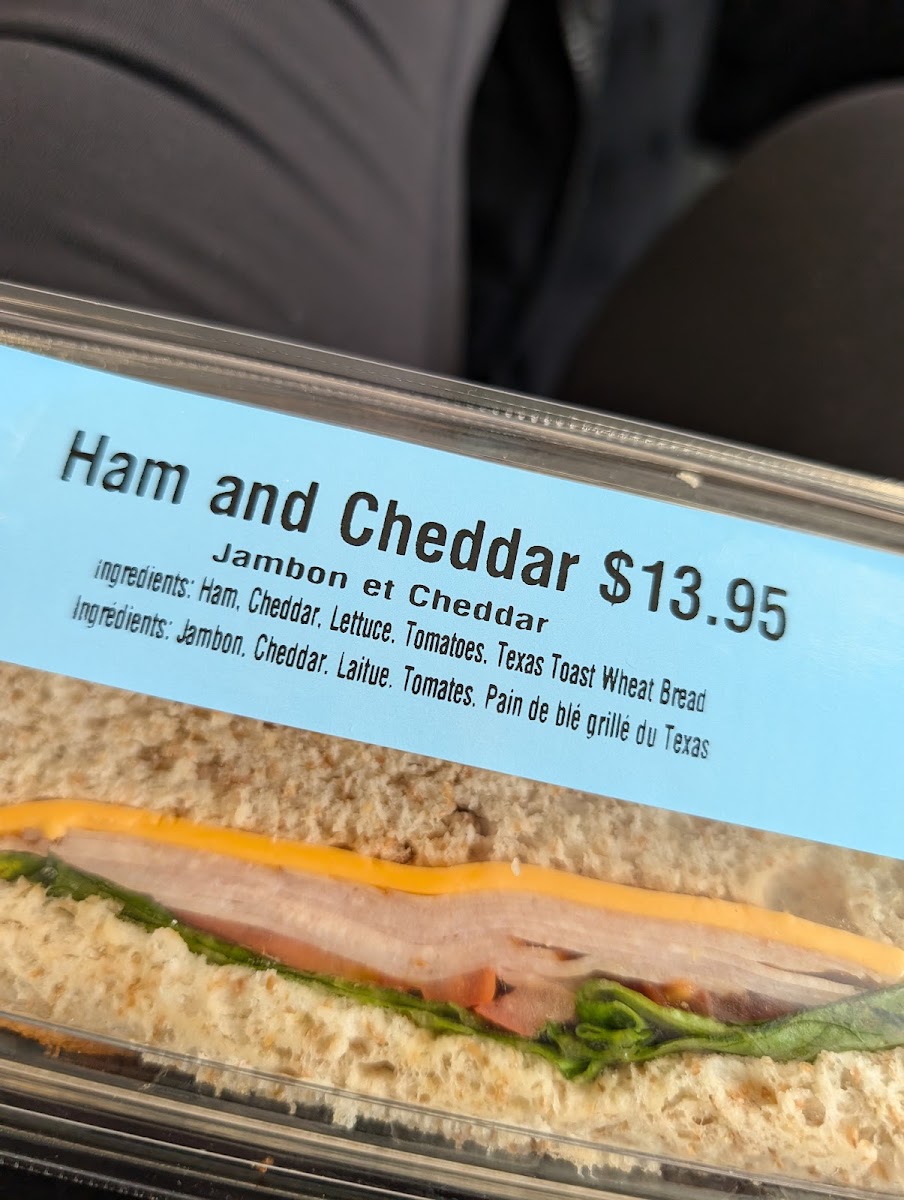 Ham and Cheddar $13.95
Jambon et Cheddar
Ingredients: Ham, Cheddar, Lettuce, Tomatoes, Texas Toast Wheat Bread
Ingrédients: Jambon, Cheddar, Laitue, Tomates, Pain de blé grillé du Texas